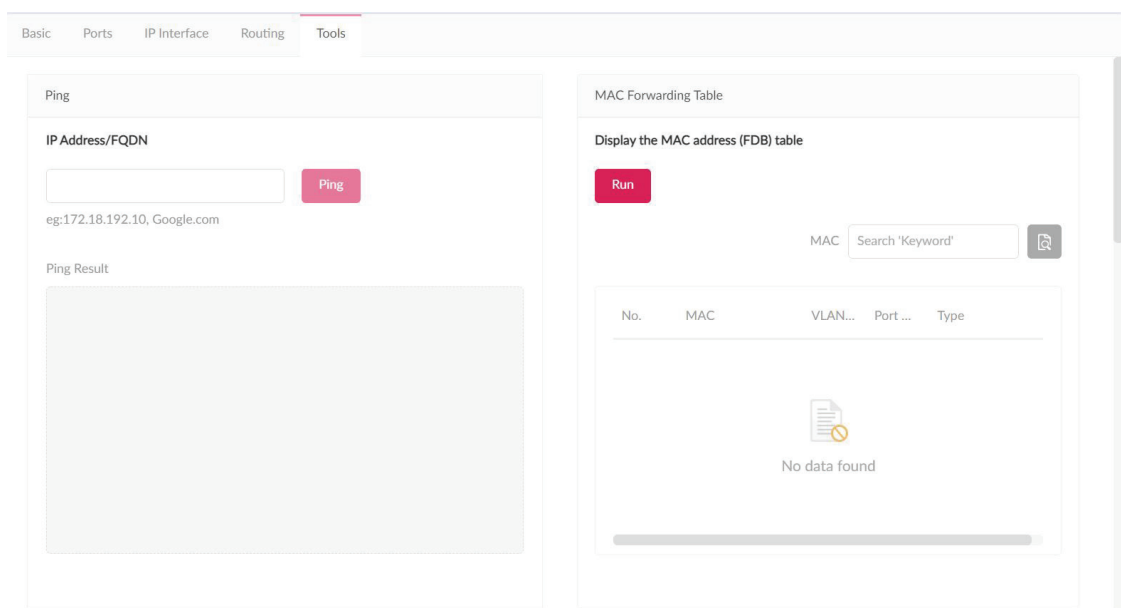 Basic Ports IP Interface Routing Tools
Ping
IP Address/FQDN
Ping
eg:172.18.192.10, Google.com
Ping Result
MAC Forwarding Table
Display the MAC address (FDB) table
Run
MAC Search 'Keyword'
No. MAC VLAN... Port ... Type
No data found